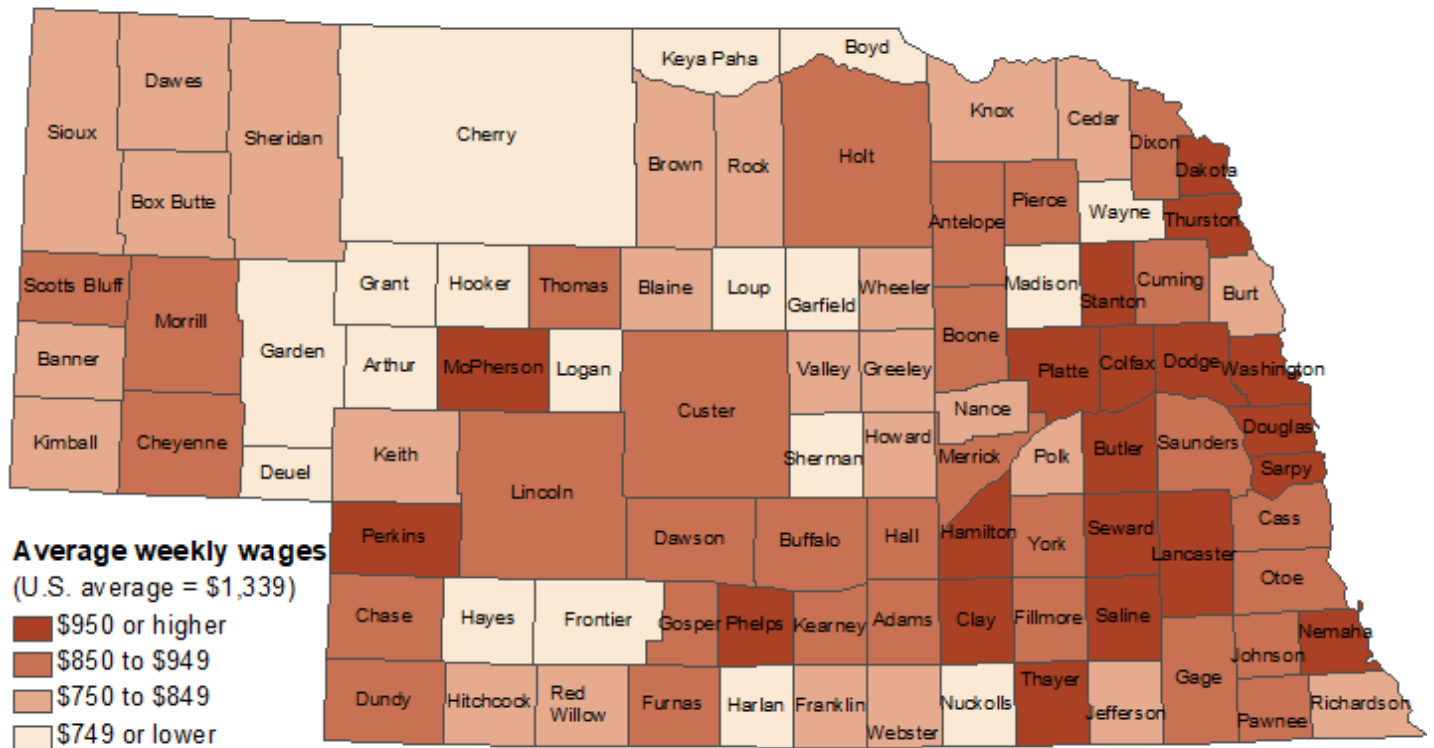 Boyd
Keya Paha
Dawes
Knox
Cedar
Sioux
Sheridan
Cherry
Dixon
Brown
Rock
Holt
Dakota
Box Butte
Pierce
Antelope
Wayne
Thurston
Scotts Bluff
Grant
Hooker
Thomas
Blaine
Loup
Garfield
Wheeler
Madison
Stanton
Cuming
Burt
Morrill
Banner
Garden
Arthur
McPherson
Logan
Valley
Greeley
Boone
Platte
Colfax
Dodge
Washington
Custer
Nance
Kimball
Cheyenne
Keith
Howard
Douglas
Deuel
Sherman
Merrick
Polk
Butler
Saunders
Sarpy
Lincoln
Cass
Perkins
Dawson
Buffalo
Hall
Hamilton
York
Seward
Lancaster
Otoe
Average weekly wages
(U.S. average = $1,339)
$950 or higher
$850 to $949
$750 to $849
$749 or lower
Chase
Hayes
Frontier
Gosper
Phelps
Kearney
Adams
Clay
Fillmore
Saline
Nemaha
Johnson
Dundy
Hitchcock
Red
Willow
Furnas
Harlan
Franklin
Webster
Nuckolls
Thayer
Jefferson
Gage
Pawnee
Richardson